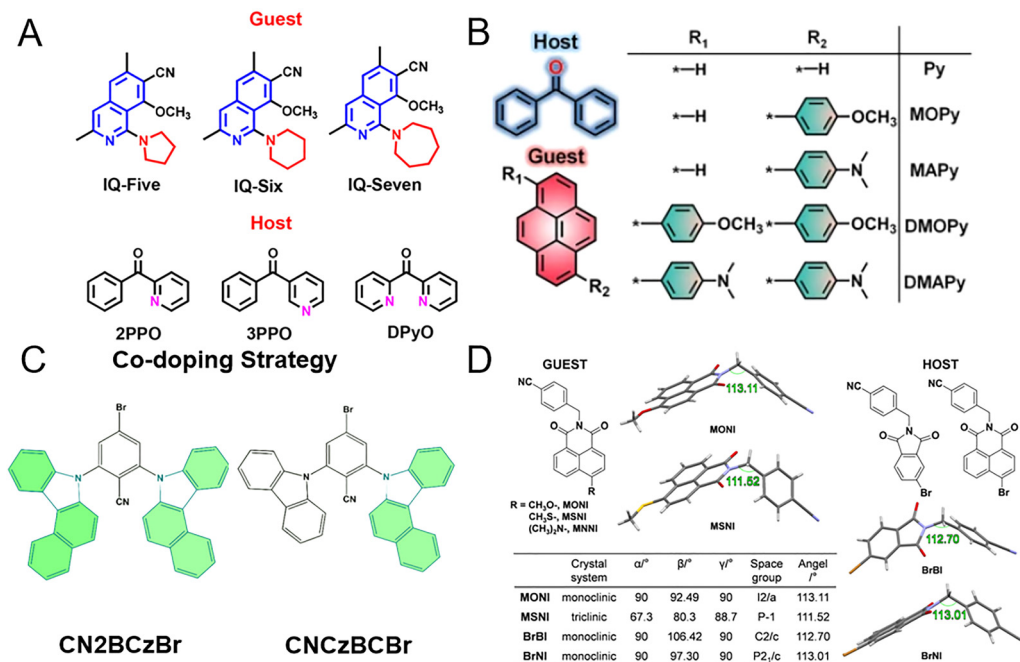 A
Guest
CN
OCH₃
N
N
IQ-Five
CN
OCH₃
N
N
IQ-Six
CN
OCH₃
N
N
IQ-Seven
Host
O
N
2PPO
O
N
3PPO
O
N
N
DPyO
B
Host
O
Guest
R₁
R₂
R₁ R₂
*—H *—H Py
*—H *— OCH₃ MOPy
*—H *— N MAPy
*— OCH₃ *— OCH₃ DMOPy
*— N *— N DMAPy
C
Co-doping Strategy
Br
N
N
CN
CN2BCzBr
Br
N
N
CN
CNCzBCBr
D
GUEST
NC
O N O
R
R = CH₃O-, MONI
CH₃S-, MSNI
(CH₃)₂N-, MNNI
113.11
MONI
111.52
MSNI
HOST
NC
N
O
O
Br
NC
O N O
Br
112.70
BrBI
113.01
BrNI
Crystal system α/° β/° γ/° Space group Angel /°
MONI monoclinic 90 92.49 90 I2/a 113.11
MSNI triclinic 67.3 80.3 88.7 P-1 111.52
BrBI monoclinic 90 106.42 90 C2/c 112.70
BrNI monoclinic 90 97.30 90 P2₁/c 113.01